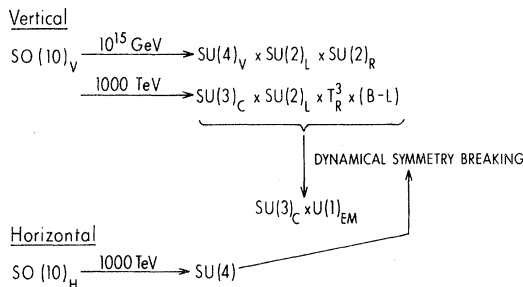 Vertical
SO(10)V 10^15 GeV SU(4)V x SU(2)L x SU(2)R
1000 TeV SU(3)C x SU(2)L x T^3_R x (B-L)
DYNAMICAL SYMMETRY BREAKING
SU(3)C x U(1)EM
Horizontal
SO(10)H 1000 TeV SU(4)